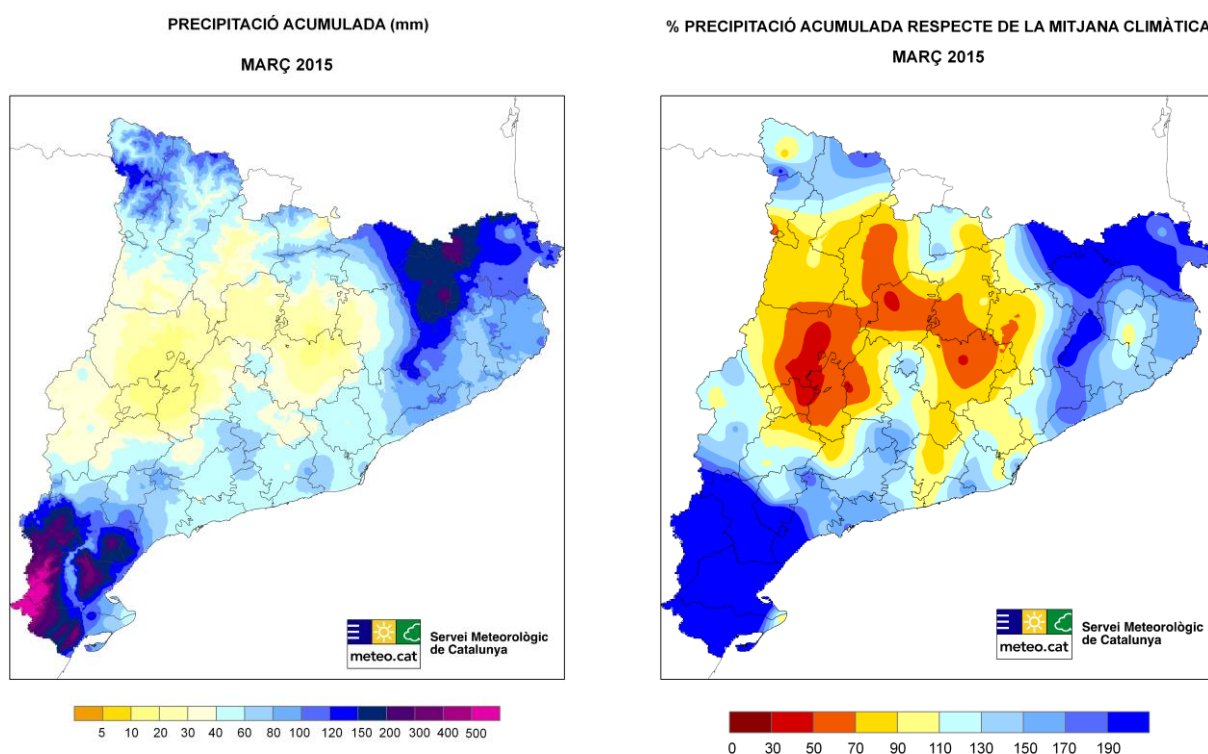 PRECIPITACIÓ ACUMULADA (mm)
MARÇ 2015
Servei Meteorològic
de Catalunya
meteo.cat
5 10 20 30 40 60 80 100 120 150 200 300 400 500
% PRECIPITACIÓ ACUMULADA RESPECTE DE LA MITJANA CLIMÀTICA
MARÇ 2015
Servei Meteorològic
de Catalunya
meteo.cat
0 30 50 70 90 110 130 150 170 190